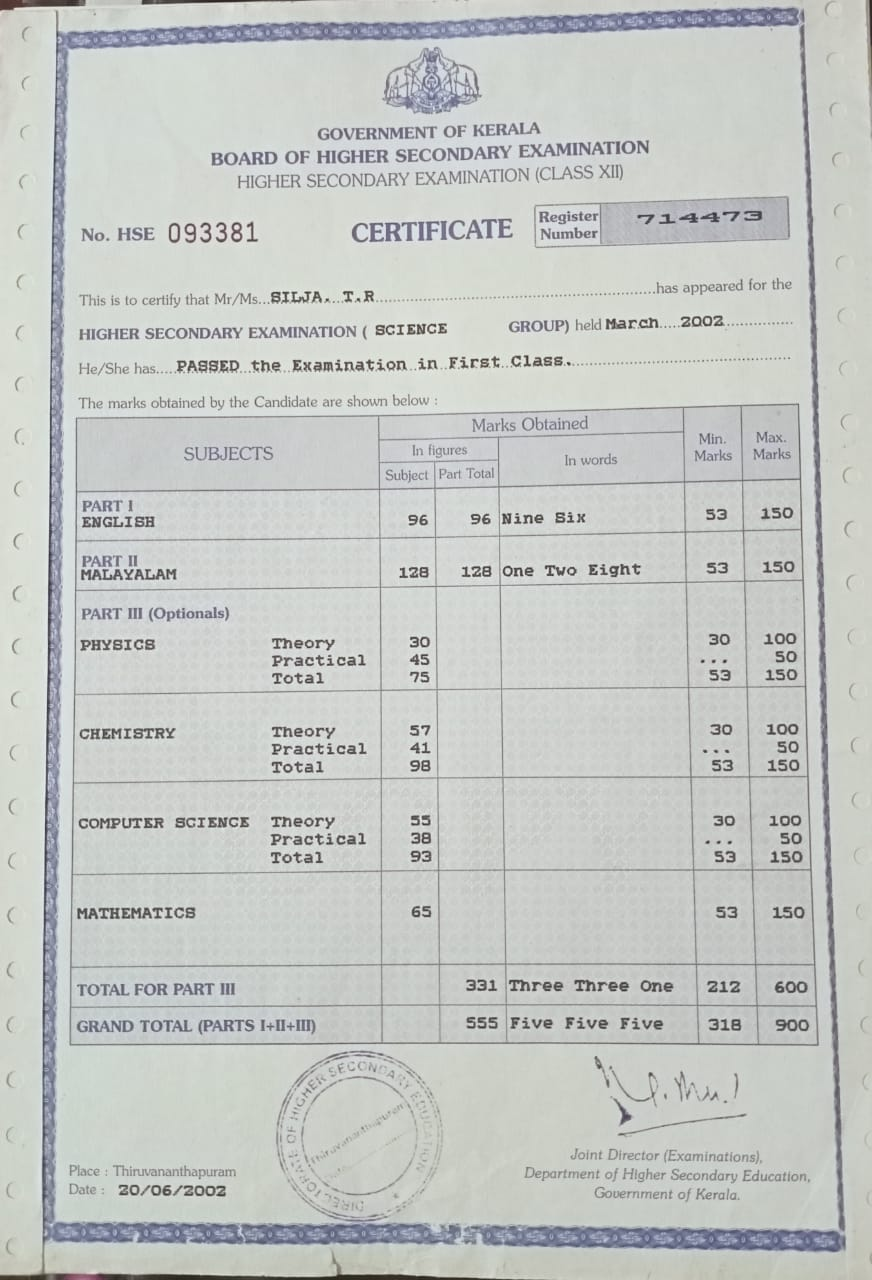 GOVERNMENT OF KERALA
BOARD OF HIGHER SECONDARY EXAMINATION
HIGHER SECONDARY EXAMINATION (CLASS XII)
No. HSE 093381 CERTIFICATE Register Number 714473
This is to certify that Mr/Ms...SILJA. T.R...has appeared for the
HIGHER SECONDARY EXAMINATION ( SCIENCE GROUP) held March....2002
He/She has.....PASSED the Examination in First Class.
The marks obtained by the Candidate are shown below :
SUBJECTS Marks Obtained Min. Marks Max. Marks
In figures In words
Subject Part Total
PART I
ENGLISH 96 96 Nine Six 53 150
PART II
MALAYALAM 128 128 One Two Eight 53 150
PART III (Optionals)
PHYSICS Theory 30 30 100
Practical 45 ... 50
Total 75 53 150
CHEMISTRY Theory 57 30 100
Practical 41 ... 50
Total 98 53 150
COMPUTER SCIENCE Theory 55 30 100
Practical 38 ... 50
Total 93 53 150
MATHEMATICS 65 53 150
TOTAL FOR PART III 331 Three Three One 212 600
GRAND TOTAL (PARTS I+II+III) 555 Five Five Five 318 900
DIRECTORATE OF HIGHER SECONDARY EDUCATION
Thiruvananthapuram
Place : Thiruvananthapuram
Date : 20/06/2002
Joint Director (Examinations),
Department of Higher Secondary Education,
Government of Kerala.